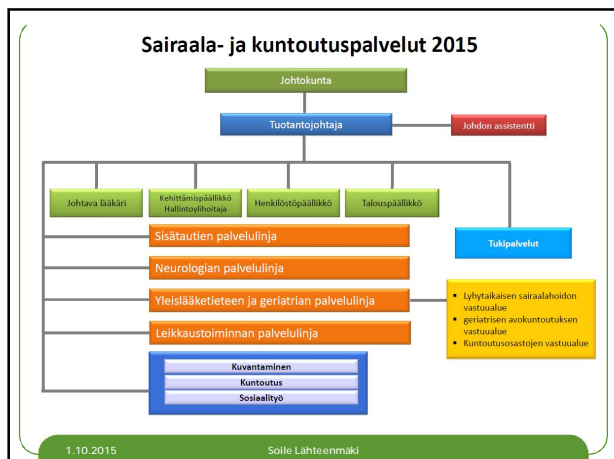 Sairaala- ja kuntoutuspalvelut 2015
Johtokunta
Tuotantojohtaja
Johdon assistentti
Johtava lääkäri
Kehittämispäällikkö
Hallintoylihoitaja
Henkilöstöpäällikkö
Talouspäällikkö
Sisätautien palvelulinja
Tukipalvelut
Neurologian palvelulinja
Yleislääketieteen ja geriatrian palvelulinja
Lyhytaikaisen sairaalahoidon
vastuualue
geriatrisen avokuntoutuksen
vastuualue
Kuntoutusosastojen vastuualue
Leikkaustoiminnan palvelulinja
Kuvantaminen
Kuntoutus
Sosiaalityö
1.10.2015
Soile Lähteenmäki